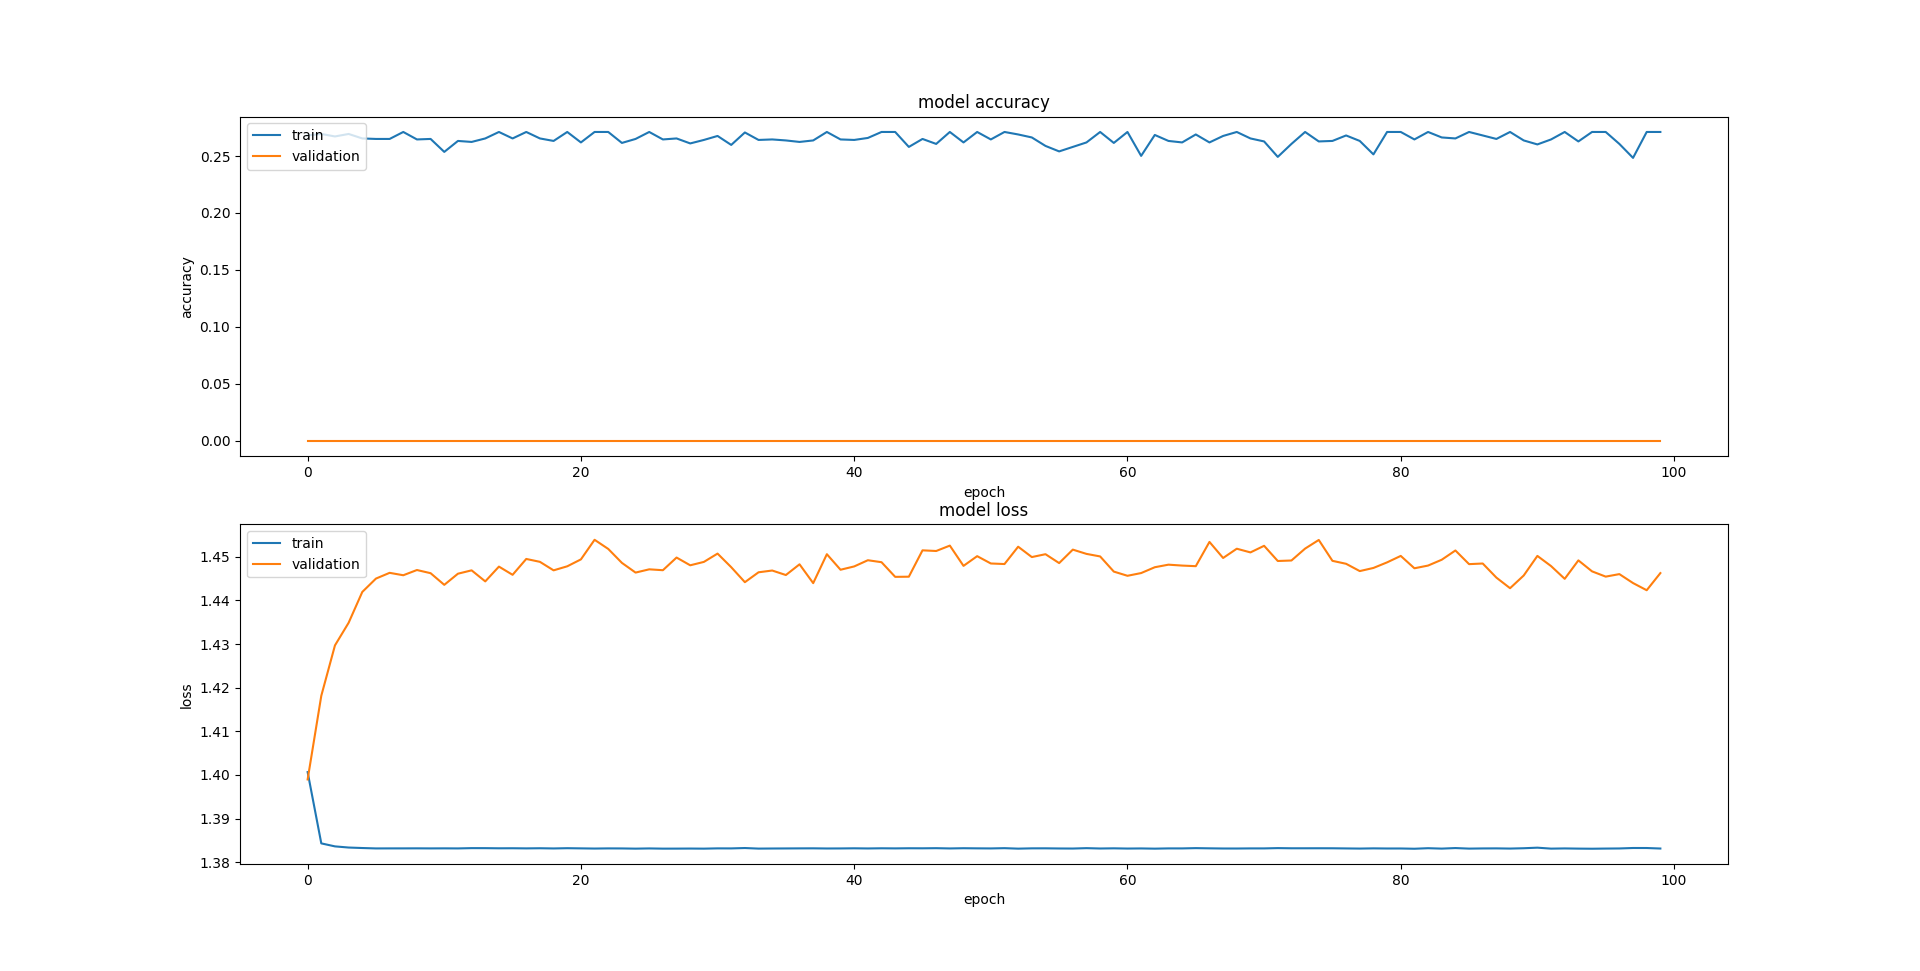 model accuracy
train
validation
0.25
0.20
0.15
0.10
0.05
0.00
accuracy
0 20 40 60 80 100
epoch
model loss
train
validation
1.45
1.44
1.43
1.42
1.41
1.40
1.39
1.38
loss
0 20 40 60 80 100
epoch